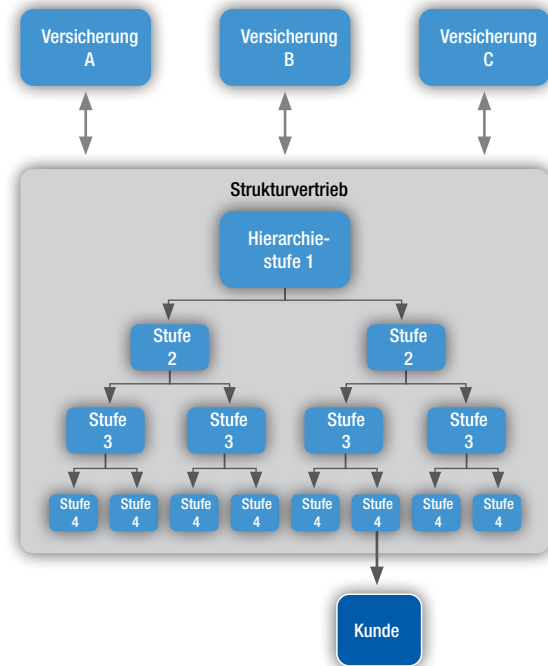 Versicherung
A
Versicherung
B
Versicherung
C
Strukturvertrieb
Hierarchie-
stufe 1
Stufe
2
Stufe
2
Stufe
3
Stufe
3
Stufe
3
Stufe
3
Stufe
4
Stufe
4
Stufe
4
Stufe
4
Stufe
4
Stufe
4
Stufe
4
Stufe
4
Kunde